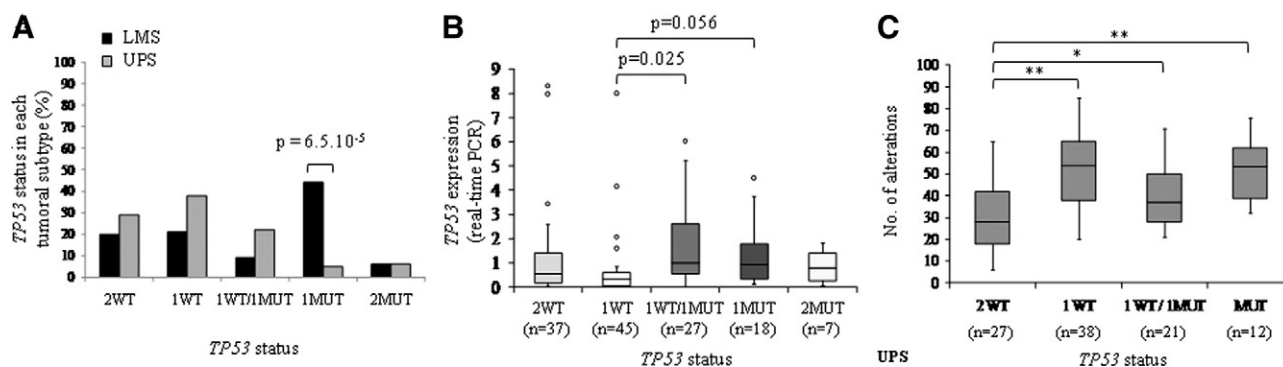 A
LMS
UPS
TP53 status in each
tumoral subtype (%)
100
90
80
70
60
50
40
30
20
10
0
p = 6.5.10-5
2WT 1WT 1WT/1MUT 1MUT 2MUT
TP53 status
B
p=0.056
p=0.025
TP53 expression
(real-time PCR)
9
8
7
6
5
4
3
2
1
0
2WT 1WT 1WT/1MUT 1MUT 2MUT
(n=37) (n=45) (n=27) (n=18) (n=7)
TP53 status
C
**
*
**
No. of alterations
100
90
80
70
60
50
40
30
20
10
0
2WT 1WT 1WT/1MUT MUT
(n=27) (n=38) (n=21) (n=12)
UPS TP53 status